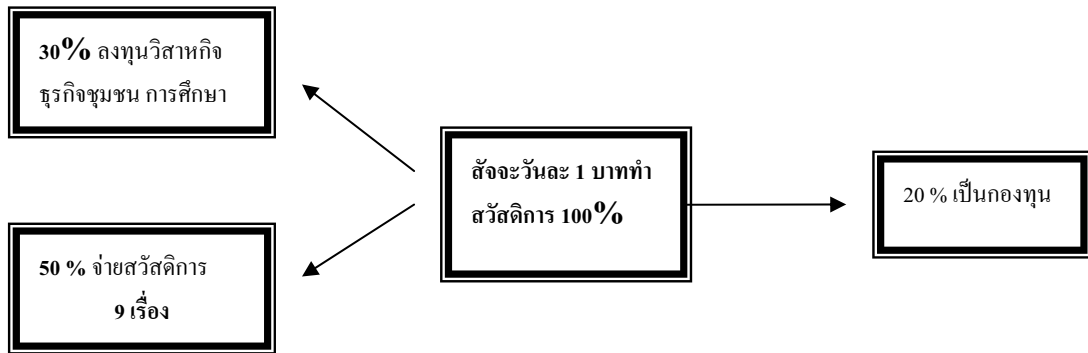 30% ลงทุนวิสาหกิจ
ธุรกิจชุมชน การศึกษา
สัจจะวันละ 1 บาททำ
สวัสดิการ 100%
20 % เป็นกองทุน
50 % จ่ายสวัสดิการ
9 เรื่อง